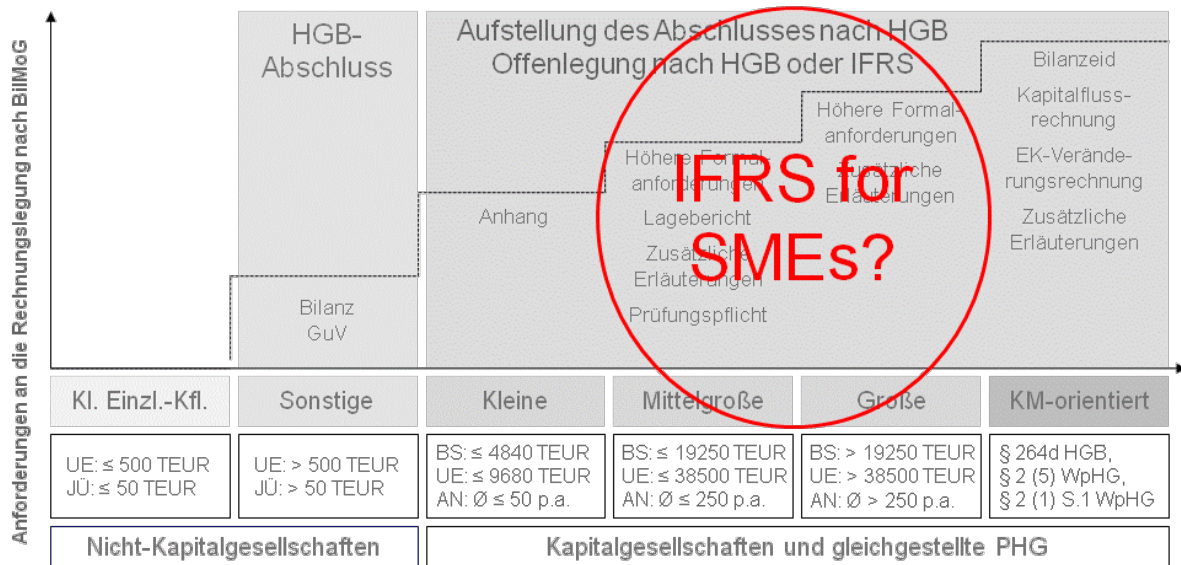 Anforderungen an die Rechnungslegung nach BilMoG
HGB-
Abschluss
Aufstellung des Abschlusses nach HGB
Offenlegung nach HGB oder IFRS
Bilanz
GuV
Anhang
Höhere Formal-
anforderungen
Lagebericht
Zusätzliche
Erläuterungen
Prüfungspflicht
Höhere Formal-
anforderungen
Zusätzliche
Erläuterungen
Bilanzeid
Kapitalfluss-
rechnung
EK-Verände-
rungsrechnung
Zusätzliche
Erläuterungen
IFRS for
SMEs?
Kl. Einzl.-Kfl.
Sonstige
Kleine
Mittelgroße
Große
KM-orientiert
UE: ≤ 500 TEUR
JÜ: ≤ 50 TEUR
UE: > 500 TEUR
JÜ: > 50 TEUR
BS: ≤ 4840 TEUR
UE: ≤ 9680 TEUR
AN: Ø ≤ 50 p.a.
BS: ≤ 19250 TEUR
UE: ≤ 38500 TEUR
AN: Ø ≤ 250 p.a.
BS: > 19250 TEUR
UE: > 38500 TEUR
AN: Ø > 250 p.a.
§ 264d HGB,
§ 2 (5) WpHG,
§ 2 (1) S.1 WpHG
Nicht-Kapitalgesellschaften
Kapitalgesellschaften und gleichgestellte PHG